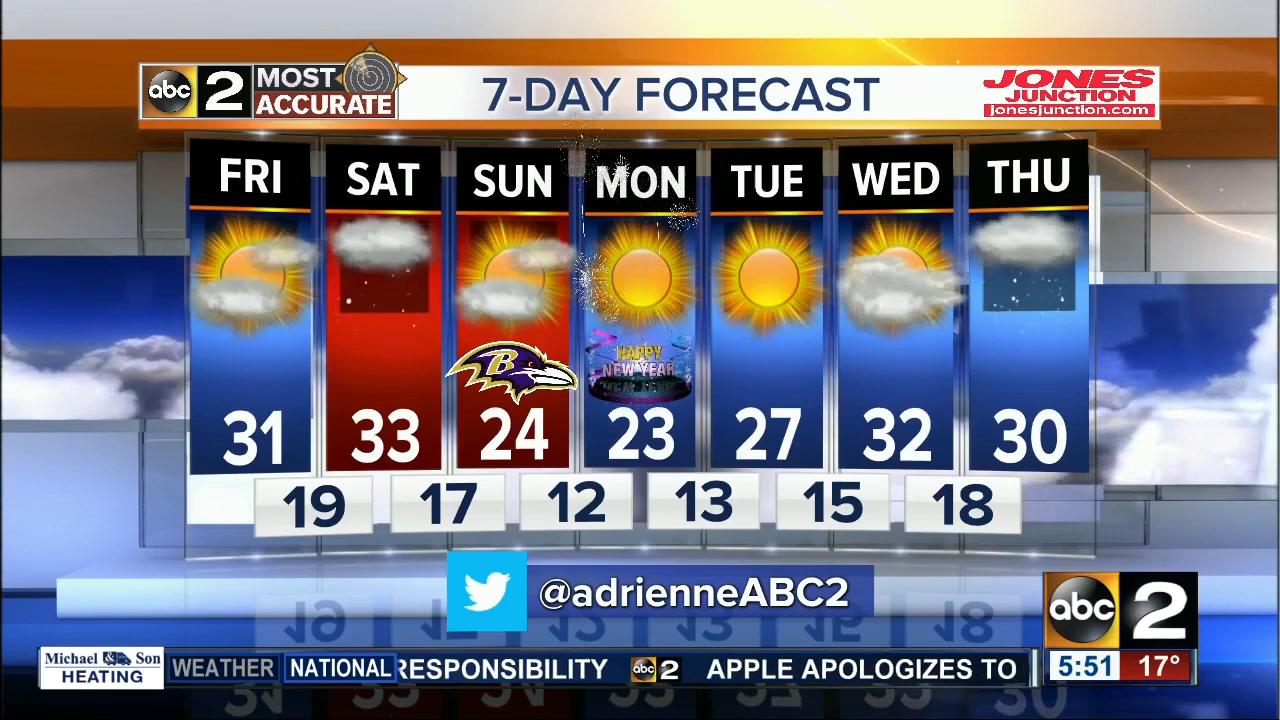 abc 2 MOST ACCURATE
7-DAY FORECAST
JONES
JUNCTION
jonesjunction.com
FRI SAT SUN MON TUE WED THU
B
HAPPY
NEW YEAR
31 33 24 23 27 32 30
19 17 12 13 15 18
@adrienneABC2
abc 2
Michael & Son
HEATING
WEATHER NATIONAL RESPONSIBILITY abc 2 APPLE APOLOGIZES TO
5:51 17°